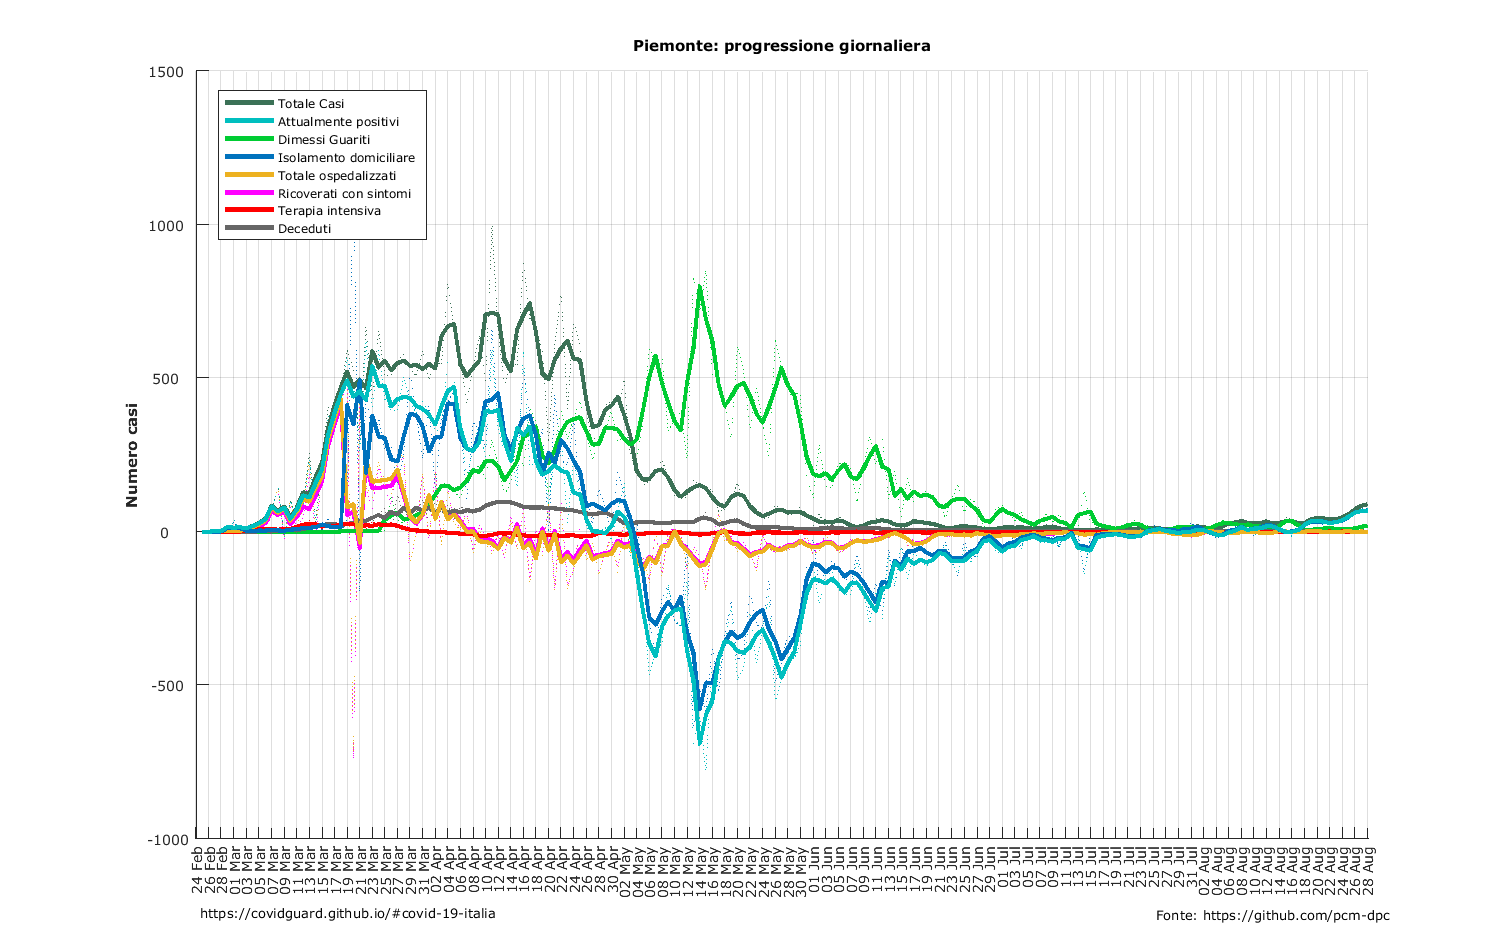 Piemonte: progressione giornaliera
1500
1000
500
0
-500
-1000
Numero casi
Totale Casi
Attualmente positivi
Dimessi Guariti
Isolamento domiciliare
Totale ospedalizzati
Ricoverati con sintomi
Terapia intensiva
Deceduti
24 Feb
26 Feb
28 Feb
01 Mar
03 Mar
05 Mar
07 Mar
09 Mar
11 Mar
13 Mar
15 Mar
17 Mar
19 Mar
21 Mar
23 Mar
25 Mar
27 Mar
29 Mar
31 Mar
02 Apr
04 Apr
06 Apr
08 Apr
10 Apr
12 Apr
14 Apr
16 Apr
18 Apr
20 Apr
22 Apr
24 Apr
26 Apr
28 Apr
30 Apr
02 May
04 May
06 May
08 May
10 May
12 May
14 May
16 May
18 May
20 May
22 May
24 May
26 May
28 May
30 May
01 Jun
03 Jun
05 Jun
07 Jun
09 Jun
11 Jun
13 Jun
15 Jun
17 Jun
19 Jun
21 Jun
23 Jun
25 Jun
27 Jun
29 Jun
01 Jul
03 Jul
05 Jul
07 Jul
09 Jul
11 Jul
13 Jul
15 Jul
17 Jul
19 Jul
21 Jul
23 Jul
25 Jul
27 Jul
29 Jul
31 Jul
02 Aug
04 Aug
06 Aug
08 Aug
10 Aug
12 Aug
14 Aug
16 Aug
18 Aug
20 Aug
22 Aug
24 Aug
26 Aug
28 Aug
https://covidguard.github.io/#covid-19-italia
Fonte: https://github.com/pcm-dpc